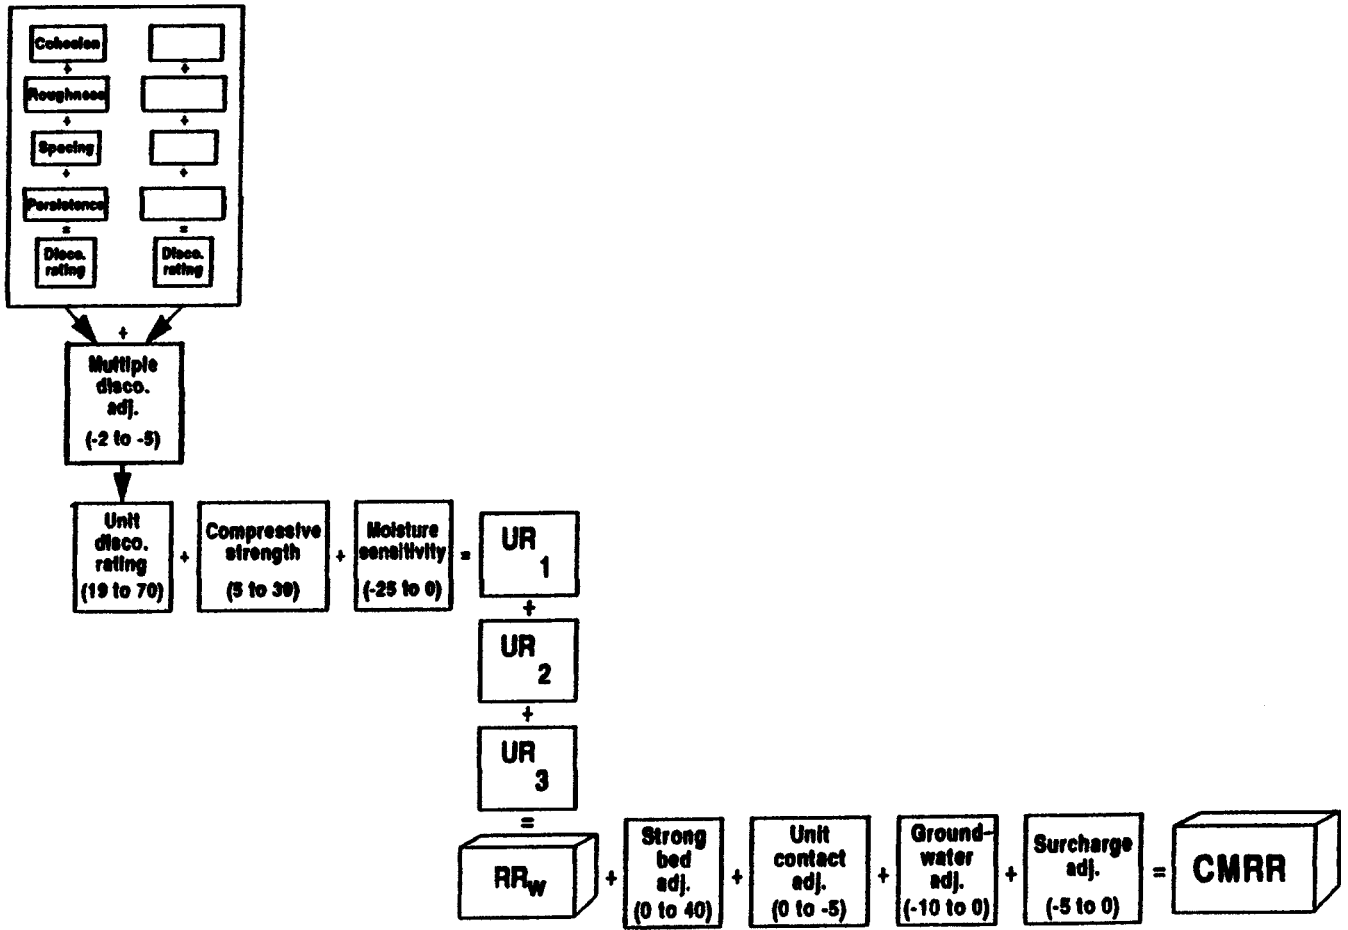 Cohesion
+ +
Roughness
+ +
Spacing
+ +
Persistence
= =
Disco. Disco.
rating rating
+
Multiple
disco.
adj.
(-2 to -5)
Unit
disco.
rating
(19 to 70)
+
Compressive
strength
(5 to 30)
+
Moisture
sensitivity
(-25 to 0)
=
UR
1
+
UR
2
+
UR
3
=
RRw
+
Strong
bed
adj.
(0 to 40)
+
Unit
contact
adj.
(0 to -5)
+
Ground-
water
adj.
(-10 to 0)
+
Surcharge
adj.
(-5 to 0)
=
CMRR